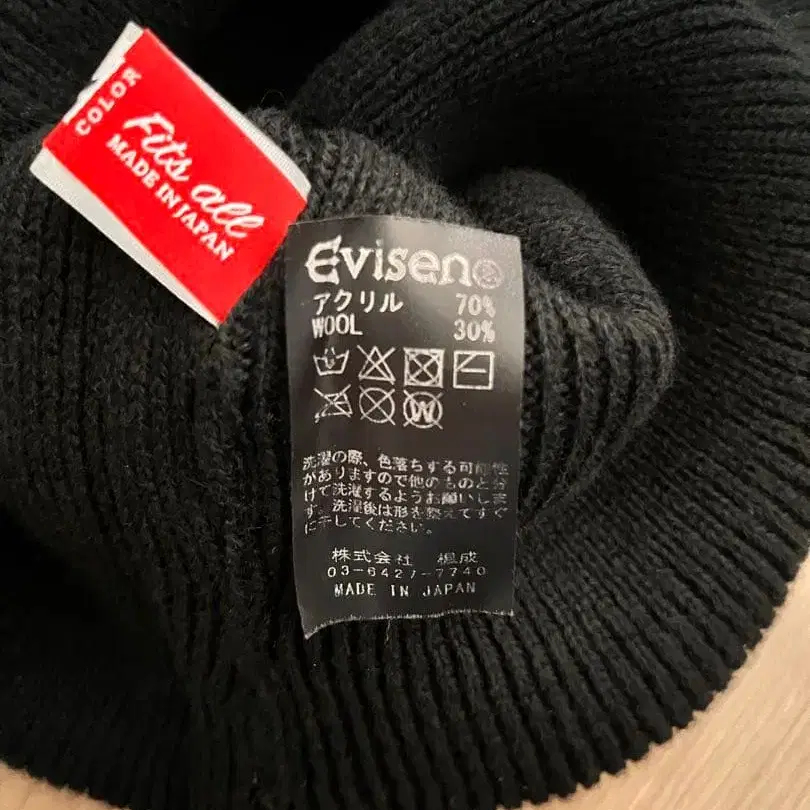 COLOR
Fits all
MADE IN JAPAN
Evisen
アクリル 70%
WOOL 30%
W
洗濯の際、色落ちする可能性
がありますので他のものと分
けて洗濯するようお願いしま
す。洗濯後は形を整えてすぐ
に干してください。
株式会社 樌成
03-6427-7740
MADE IN JAPAN